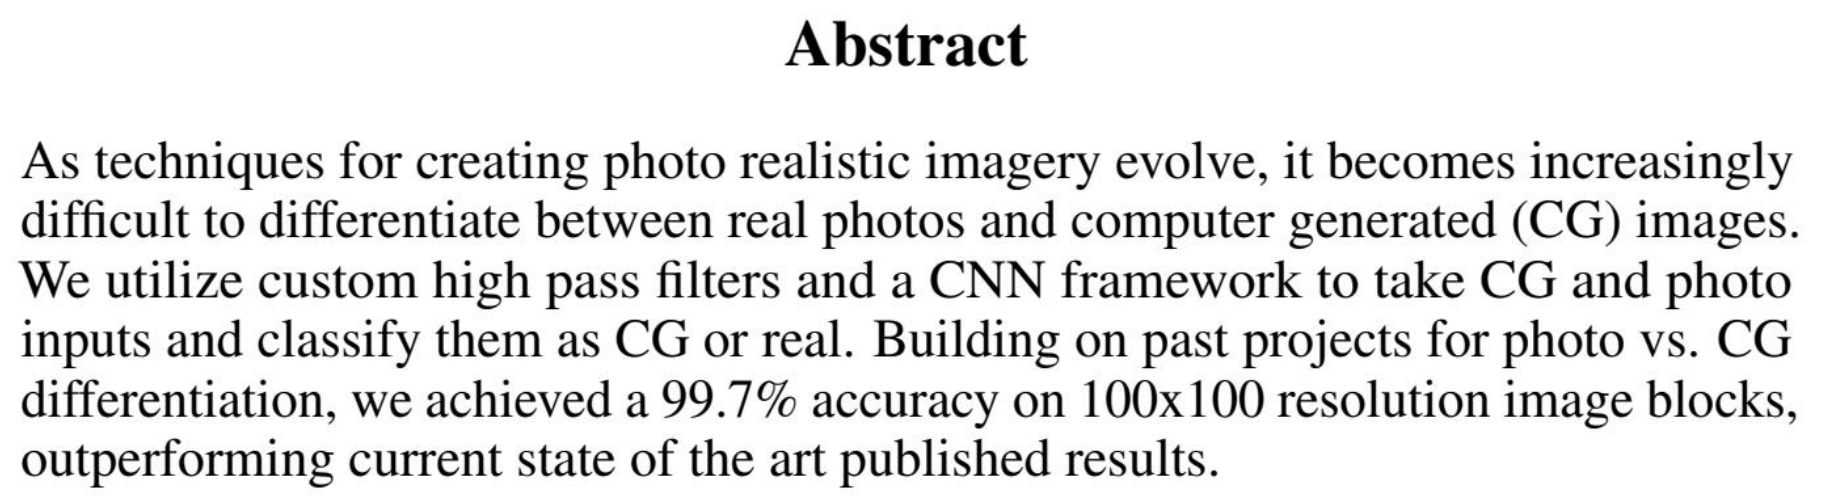 Abstract
As techniques for creating photo realistic imagery evolve, it becomes increasingly
difficult to differentiate between real photos and computer generated (CG) images.
We utilize custom high pass filters and a CNN framework to take CG and photo
inputs and classify them as CG or real. Building on past projects for photo vs. CG
differentiation, we achieved a 99.7% accuracy on 100x100 resolution image blocks,
outperforming current state of the art published results.